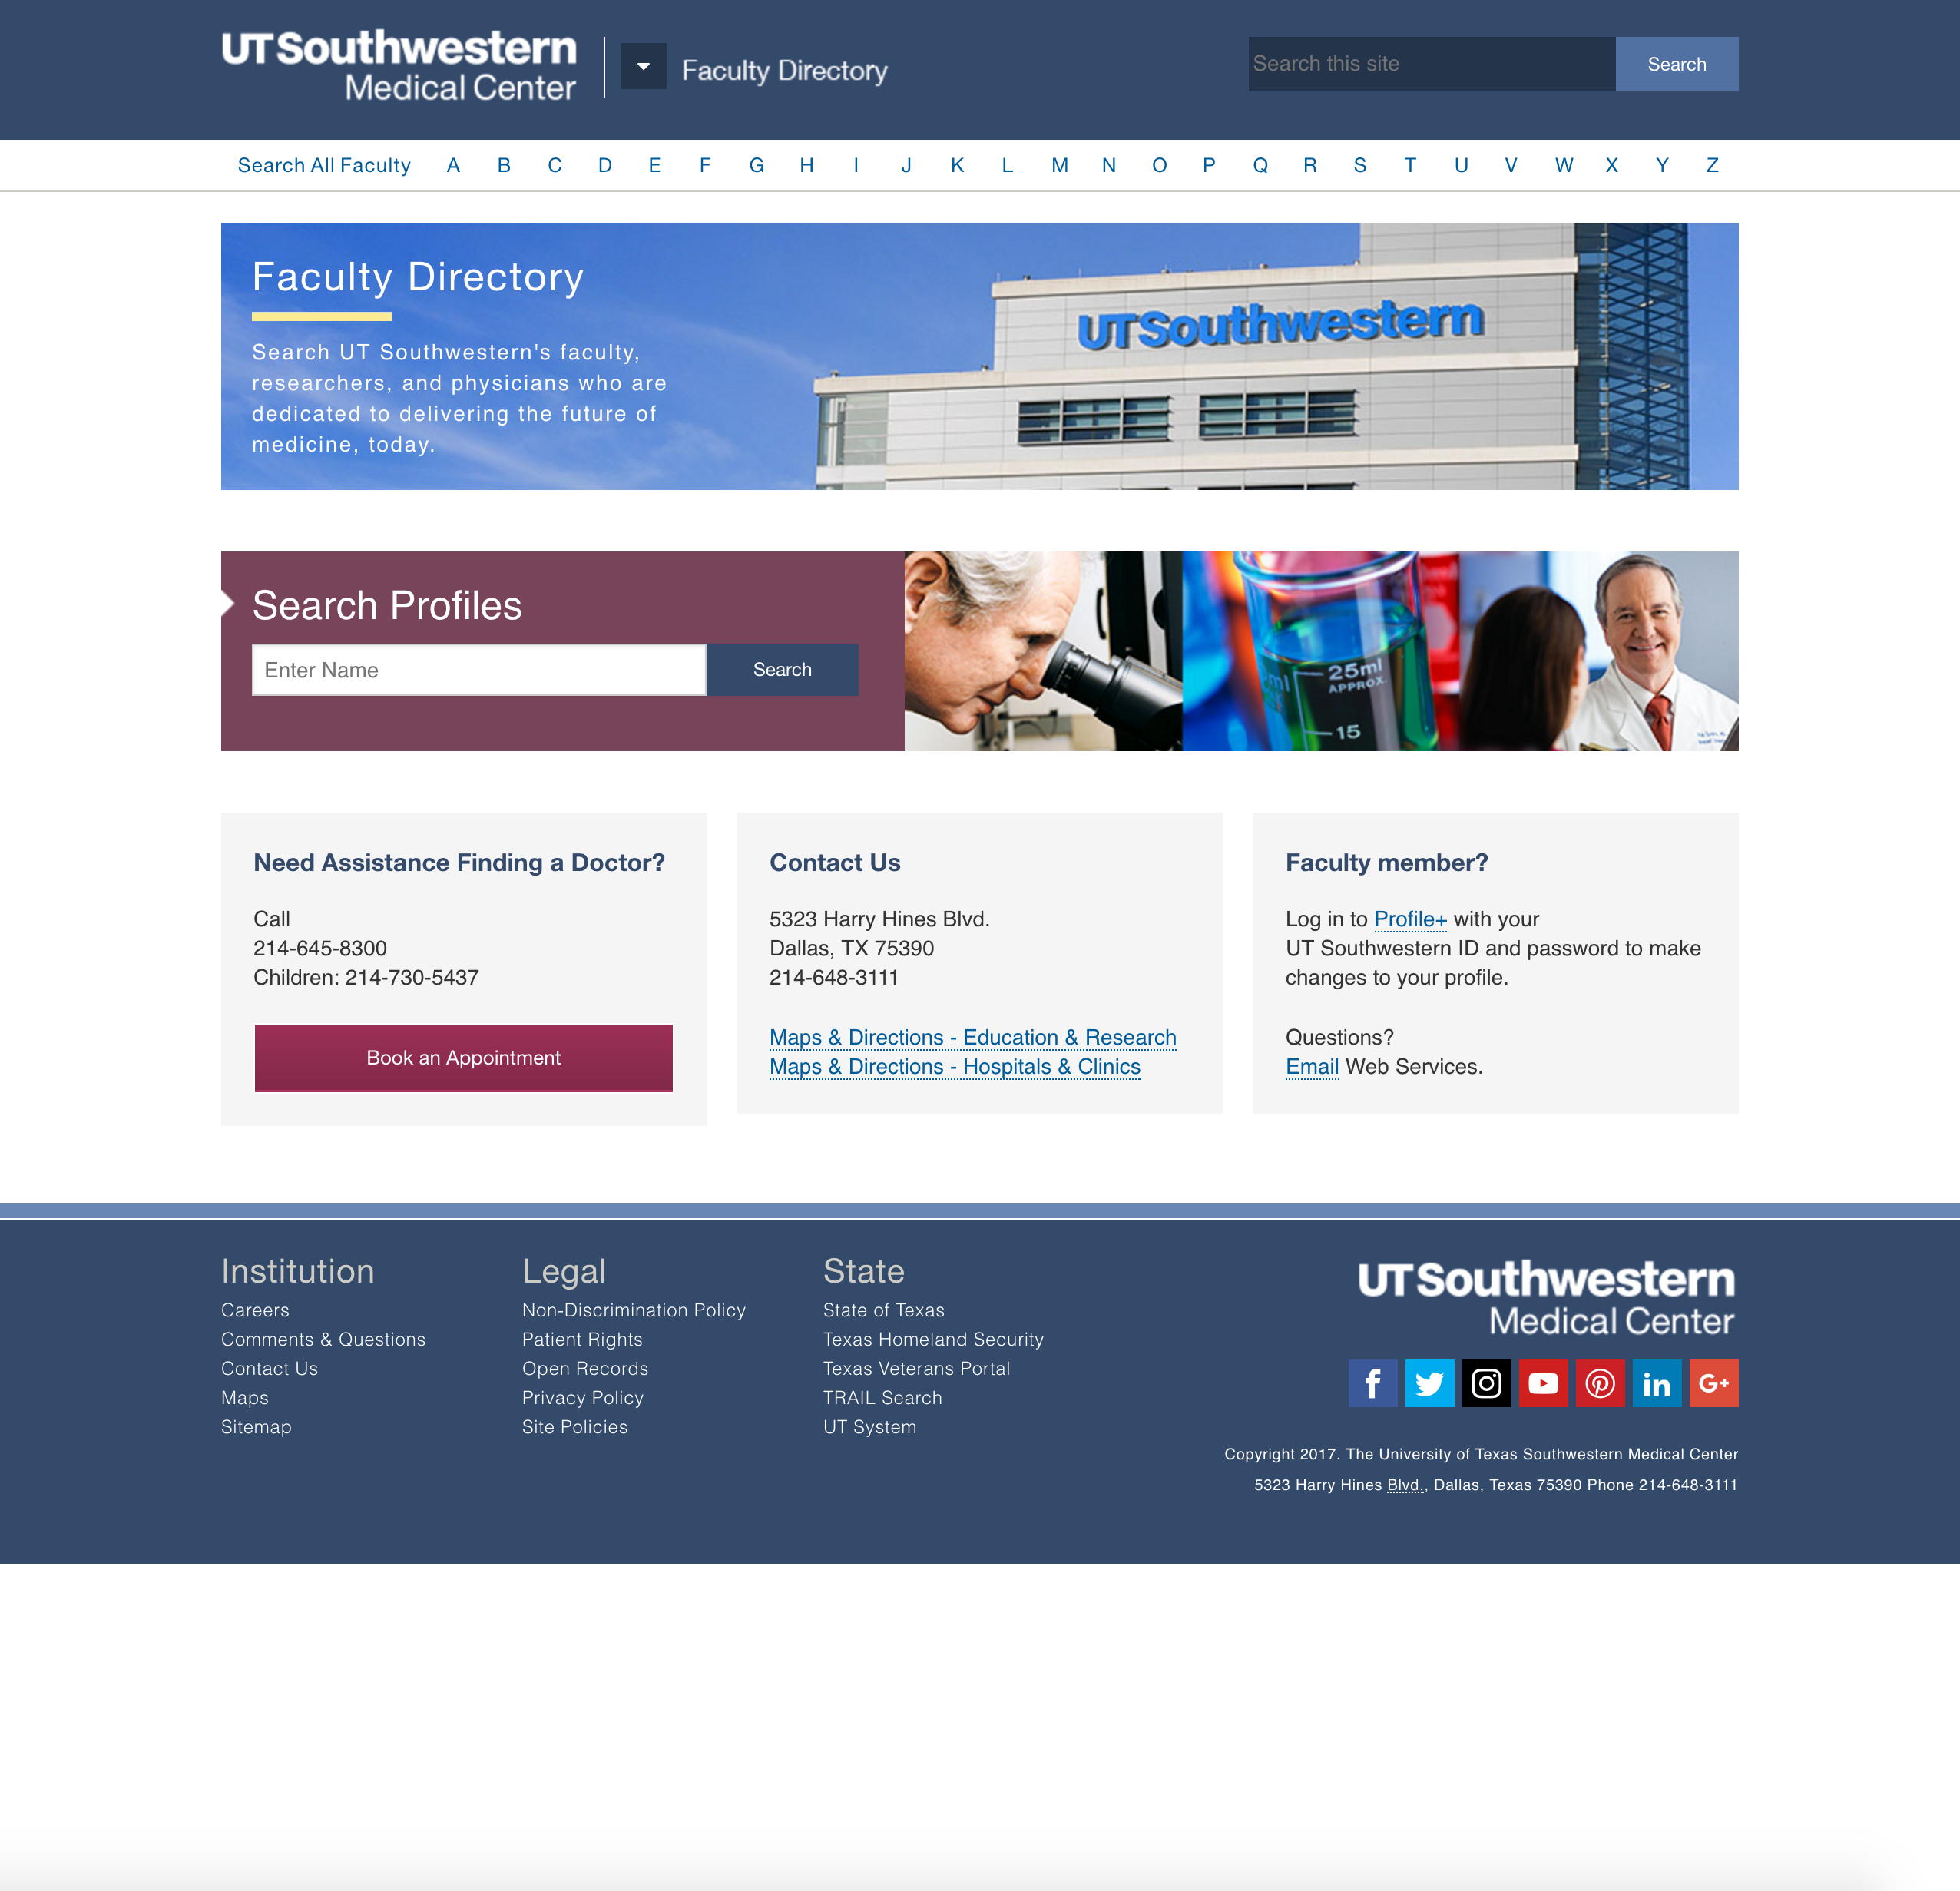 UT Southwestern
Medical Center
Faculty Directory
Search this site
Search
Search All Faculty A B C D E F G H I J K L M N O P Q R S T U V W X Y Z
Faculty Directory
Search UT Southwestern's faculty,
researchers, and physicians who are
dedicated to delivering the future of
medicine, today.
UTSouthwestern
Search Profiles
Enter Name
Search
25ml
APPROX.
ml
15
Need Assistance Finding a Doctor?
Call
214-645-8300
Children: 214-730-5437
Book an Appointment
Contact Us
5323 Harry Hines Blvd.
Dallas, TX 75390
214-648-3111
Maps & Directions - Education & Research
Maps & Directions - Hospitals & Clinics
Faculty member?
Log in to Profile+ with your
UT Southwestern ID and password to make
changes to your profile.
Questions?
Email Web Services.
Institution
Careers
Comments & Questions
Contact Us
Maps
Sitemap
Legal
Non-Discrimination Policy
Patient Rights
Open Records
Privacy Policy
Site Policies
State
State of Texas
Texas Homeland Security
Texas Veterans Portal
TRAIL Search
UT System
UT Southwestern
Medical Center
f
in
G+
Copyright 2017. The University of Texas Southwestern Medical Center
5323 Harry Hines Blvd., Dallas, Texas 75390 Phone 214-648-3111